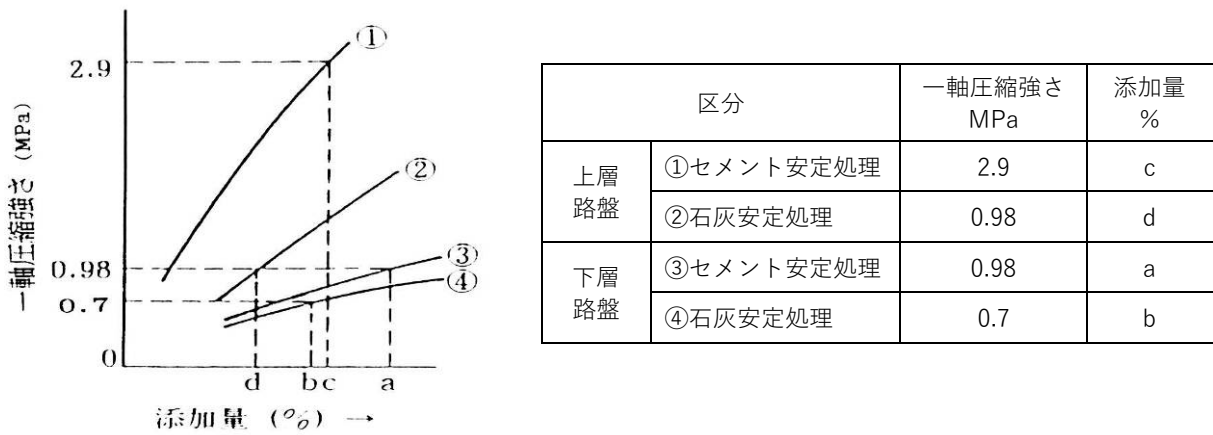 ①
2.9
一軸圧縮強さ (MPa)
②
0.98
③
④
0.7
0
d b c a
添加量 (%) →
区分 一軸圧縮強さ MPa 添加量 %
上層路盤 ①セメント安定処理 2.9 c
②石灰安定処理 0.98 d
下層路盤 ③セメント安定処理 0.98 a
④石灰安定処理 0.7 b